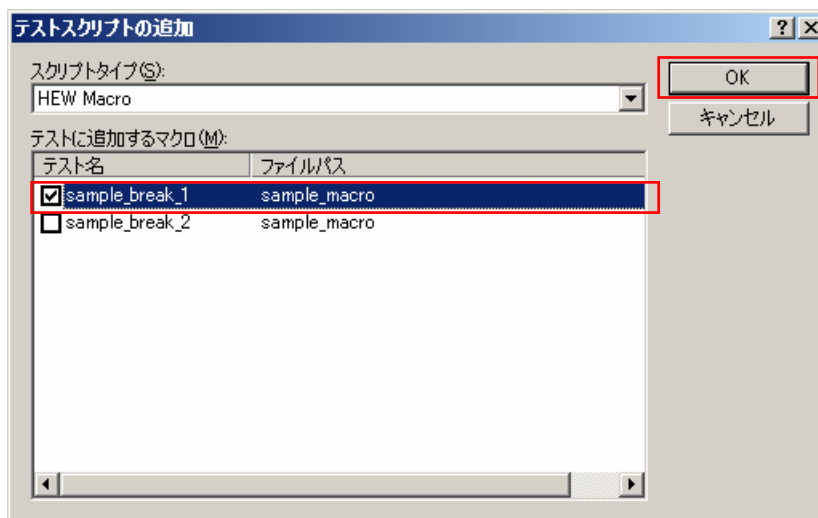 テストスクリプトの追加
スクリプトタイプ(S):
HEW Macro
OK
キャンセル
テストに追加するマクロ(M):
テスト名 ファイルパス
sample_break_1 sample_macro
sample_break_2 sample_macro